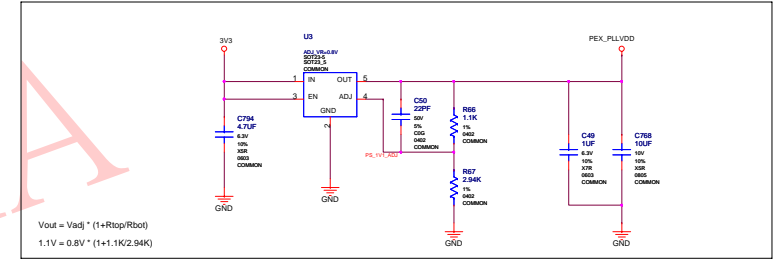 3V3
U3
PEX_PLLVDD
ADJ_VR=0.8V
SOT23-5
SOT23_5
COMMON
1 IN OUT 5
3 EN ADJ 4
GND
2
C794
4.7UF
6.3V
10%
X5R
0603
COMMON
GND
GND
C50
22PF
50V
5%
C0G
0402
COMMON
PS_1V1_ADJ
R66
1.1K
1%
0402
COMMON
R67
2.94K
1%
0402
COMMON
GND
C49
1UF
6.3V
10%
X7R
0603
COMMON
C768
10UF
10V
10%
X5R
0805
COMMON
GND
Vout = Vadj * (1+Rtop/Rbot)
1.1V = 0.8V * (1+1.1K/2.94K)
A